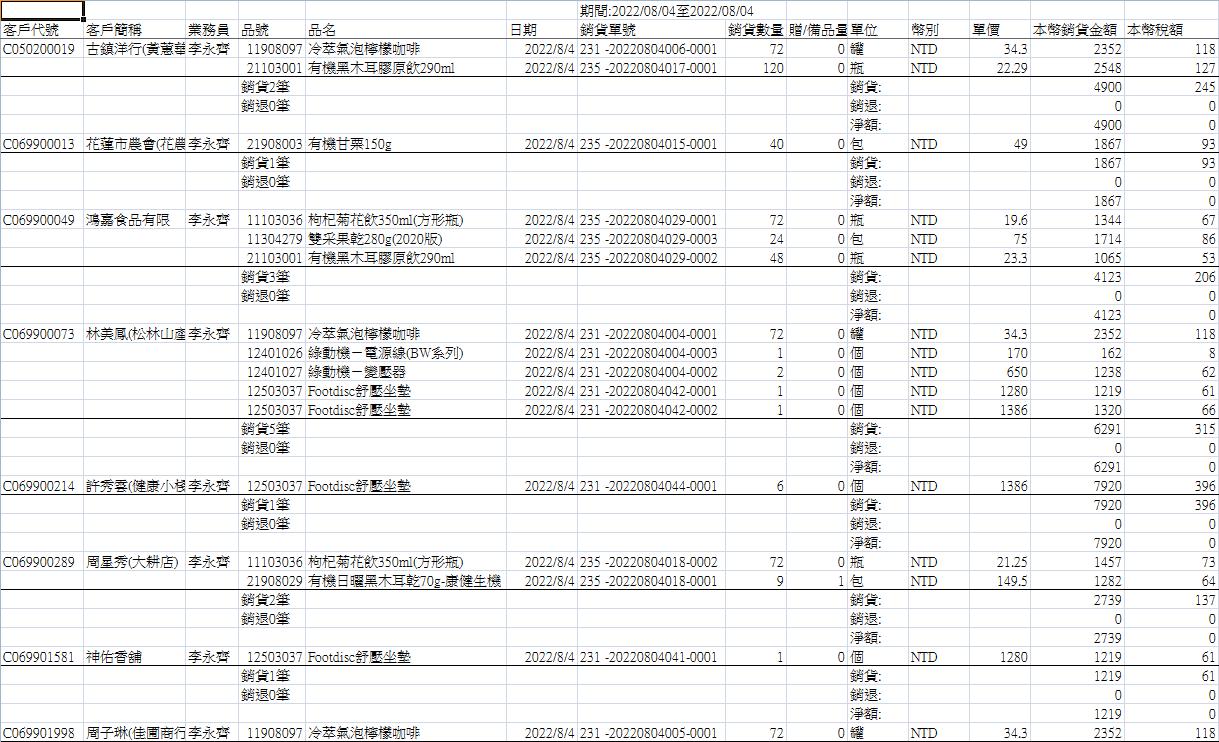 期間:2022/08/04至2022/08/04
客戶代號 客戶簡稱 業務員 品號 品名 日期 銷貨單號 銷貨數量 贈/備品量 單位 幣別 單價 本幣銷貨金額 本幣稅額
C050200019 古鎮洋行(黃蕙華 李永齊 11908097 冷萃氣泡檸檬咖啡 2022/8/4 231 -20220804006-0001 72 0 罐 NTD 34.3 2352 118
21103001 有機黑木耳膠原飲290ml 2022/8/4 235 -20220804017-0001 120 0 瓶 NTD 22.29 2548 127
銷貨2筆 銷貨: 4900 245
銷退0筆 銷退: 0 0
淨額: 4900 0
C069900013 花蓮市農會(花農 李永齊 21908003 有機甘栗150g 2022/8/4 235 -20220804015-0001 40 0 包 NTD 49 1867 93
銷貨1筆 銷貨: 1867 93
銷退0筆 銷退: 0 0
淨額: 1867 0
C069900049 鴻嘉食品有限 李永齊 11103036 枸杞菊花飲350ml(方形瓶) 2022/8/4 235 -20220804029-0001 72 0 瓶 NTD 19.6 1344 67
11304279 雙采果乾280g(2020版) 2022/8/4 235 -20220804029-0003 24 0 包 NTD 75 1714 86
21103001 有機黑木耳膠原飲290ml 2022/8/4 235 -20220804029-0002 48 0 瓶 NTD 23.3 1065 53
銷貨3筆 銷貨: 4123 206
銷退0筆 銷退: 0 0
淨額: 4123 0
C069900073 林美鳳(松林山產 李永齊 11908097 冷萃氣泡檸檬咖啡 2022/8/4 231 -20220804004-0001 72 0 罐 NTD 34.3 2352 118
12401026 綠動機－電源線(BW系列) 2022/8/4 231 -20220804004-0003 1 0 個 NTD 170 162 8
12401027 綠動機－變壓器 2022/8/4 231 -20220804004-0002 2 0 個 NTD 650 1238 62
12503037 Footdisc舒壓坐墊 2022/8/4 231 -20220804042-0001 1 0 個 NTD 1280 1219 61
12503037 Footdisc舒壓坐墊 2022/8/4 231 -20220804042-0002 1 0 個 NTD 1386 1320 66
銷貨5筆 銷貨: 6291 315
銷退0筆 銷退: 0 0
淨額: 6291 0
C069900214 許秀雲(健康小棧 李永齊 12503037 Footdisc舒壓坐墊 2022/8/4 231 -20220804044-0001 6 0 個 NTD 1386 7920 396
銷貨1筆 銷貨: 7920 396
銷退0筆 銷退: 0 0
淨額: 7920 0
C069900289 周星秀(大耕店) 李永齊 11103036 枸杞菊花飲350ml(方形瓶) 2022/8/4 235 -20220804018-0002 72 0 瓶 NTD 21.25 1457 73
21908029 有機日曬黑木耳乾70g-康健生機 2022/8/4 235 -20220804018-0001 9 1 包 NTD 149.5 1282 64
銷貨2筆 銷貨: 2739 137
銷退0筆 銷退: 0 0
淨額: 2739 0
C069901581 神佑香舖 李永齊 12503037 Footdisc舒壓坐墊 2022/8/4 231 -20220804041-0001 1 0 個 NTD 1280 1219 61
銷貨1筆 銷貨: 1219 61
銷退0筆 銷退: 0 0
淨額: 1219 0
C069901998 周子琳(佳園商行 李永齊 11908097 冷萃氣泡檸檬咖啡 2022/8/4 231 -20220804005-0001 72 0 罐 NTD 34.3 2352 118